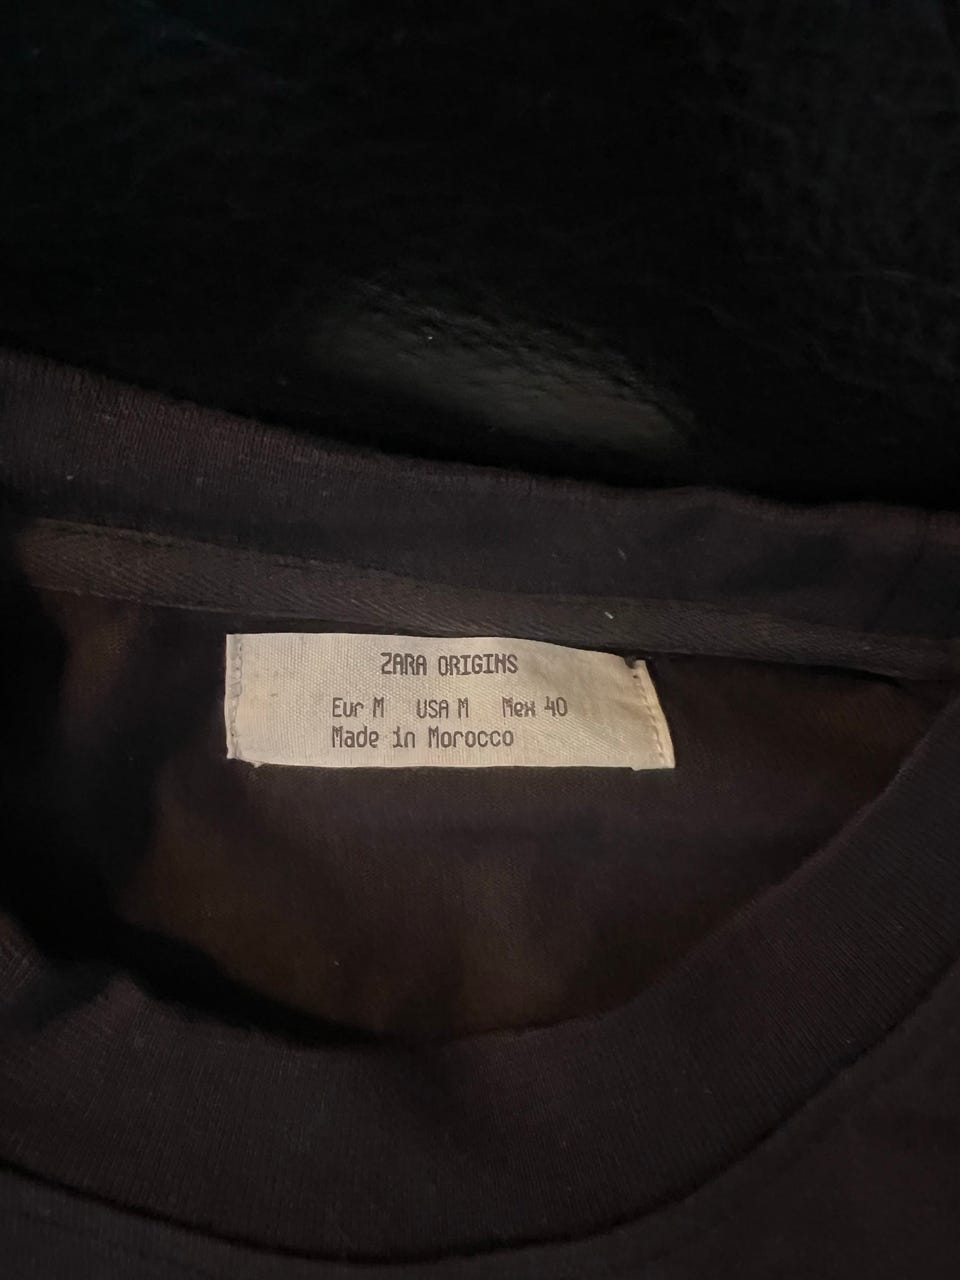 ZARA ORIGINS
Eur M USA M Mex 40
Made in Morocco